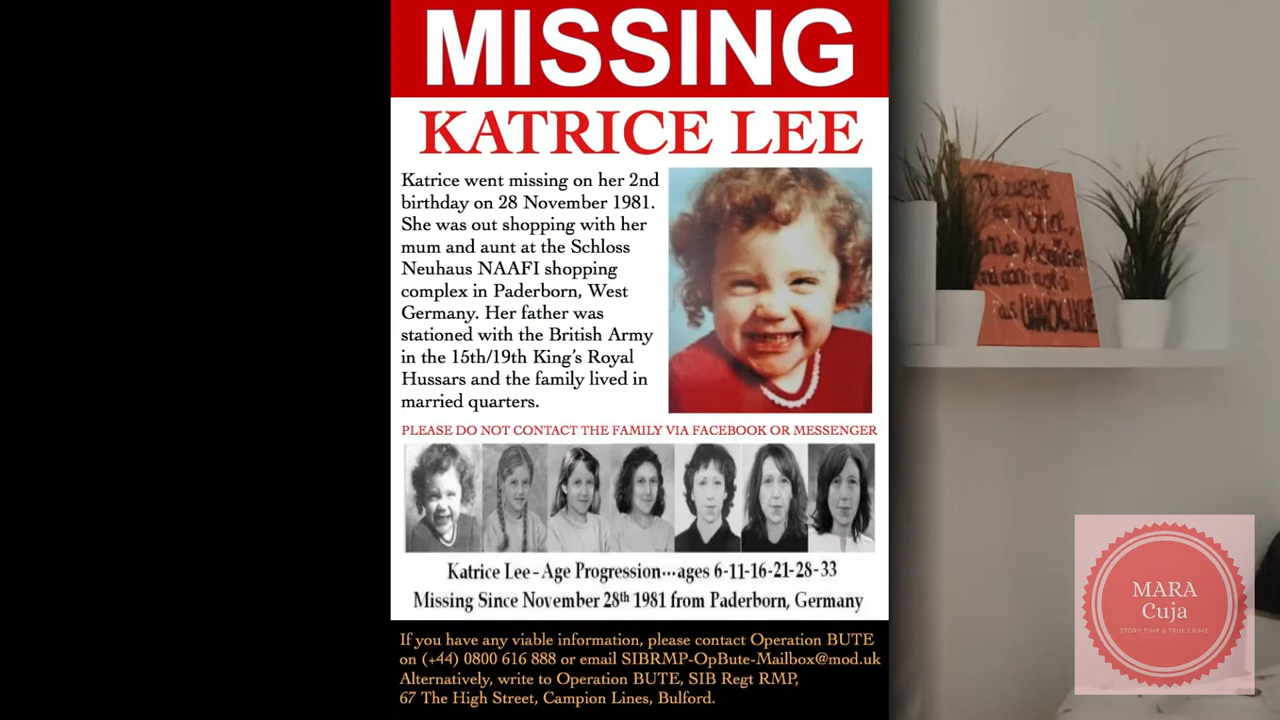 MISSING
KATRICE LEE
Katrice went missing on her 2nd
birthday on 28 November 1981.
She was out shopping with her
mum and aunt at the Schloss
Neuhaus NAAFI shopping
complex in Paderborn, West
Germany. Her father was
stationed with the British Army
in the 15th/19th King's Royal
Hussars and the family lived in
married quarters.
PLEASE DO NOT CONTACT THE FAMILY VIA FACEBOOK OR MESSENGER
Katrice Lee-Age Progression...ages 6-11-16-21-28-33
Missing Since November 28th 1981 from Paderborn, Germany
If you have any viable information, please contact Operation BUTE
on (+44) 0800 616 888 or email SIBRMP-OpBute-Mailbox@mod.uk
Alternatively, write to Operation BUTE, SIB Regt RMP,
67 The High Street, Campion Lines, Bulford.
Du
als
MARA
Cuja
STORYTIME & TRUE CRIME